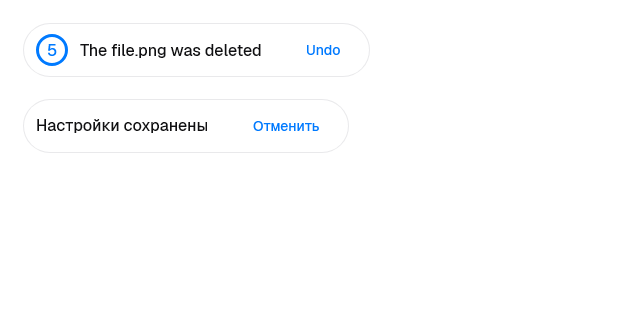 5 The file.png was deleted Undo
Настройки сохранены Отменить